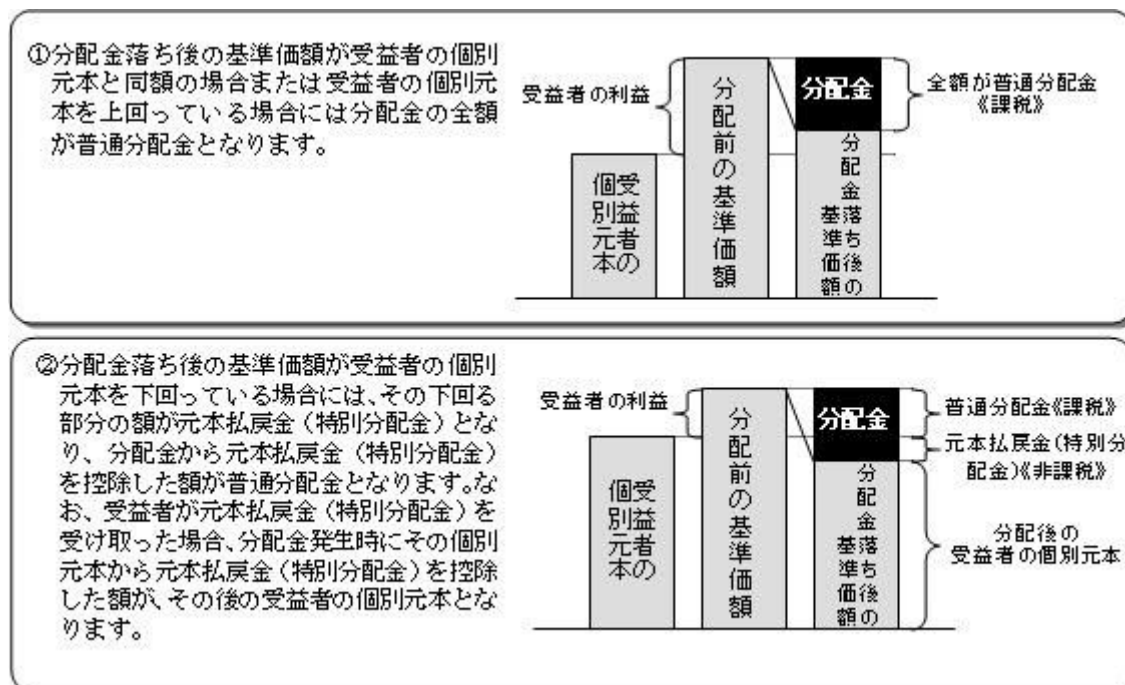 ①分配金落ち後の基準価額が受益者の個別
元本と同額の場合または受益者の個別元
本を上回っている場合には分配金の全額
が普通分配金となります。
受益者の利益
受益者の
個別元本
分配前の基準価額
分配金
分配金落ち後の
基準価額
全額が普通分配金
《課税》
②分配金落ち後の基準価額が受益者の個別
元本を下回っている場合には、その下回る
部分の額が元本払戻金(特別分配金)とな
り、分配金から元本払戻金(特別分配金)
を控除した額が普通分配金となります。な
お、受益者が元本払戻金(特別分配金)を
受け取った場合、分配金発生時にその個別
元本から元本払戻金(特別分配金)を控除
した額が、その後の受益者の個別元本とな
ります。
受益者の利益
受益者の
個別元本
分配前の基準価額
分配金
分配金落ち後の
基準価額
普通分配金《課税》
元本払戻金(特別分
配金)《非課税》
分配後の
受益者の個別元本